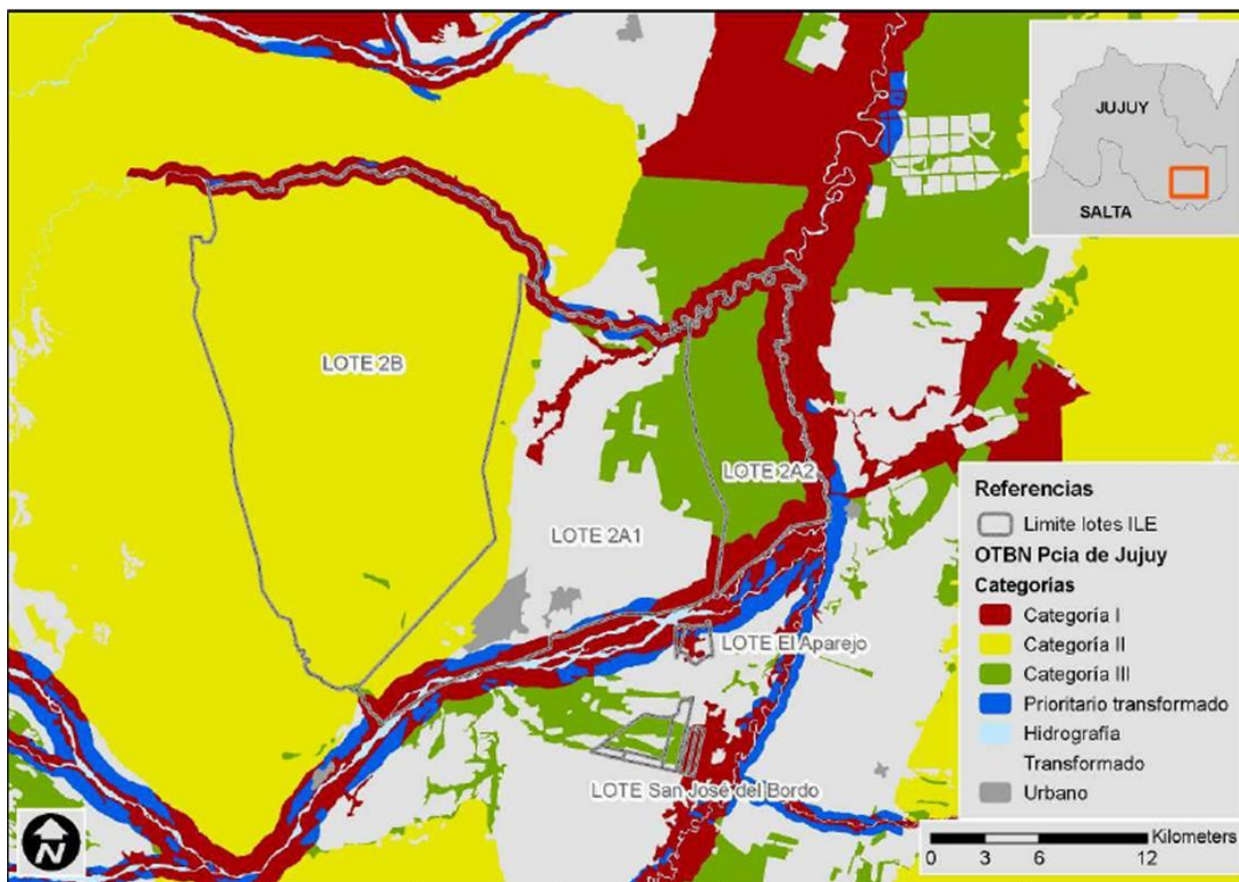 JUJUY
SALTA
LOTE 2B
LOTE 2A2
LOTE 2A1
LOTE El Aparejo
LOTE San José del Bordo
Referencias
Limite lotes ILE
OTBN Pcia de Jujuy
Categorías
Categoría I
Categoría II
Categoría III
Prioritario transformado
Hidrografía
Transformado
Urbano
N
Kilometers
0 3 6 12